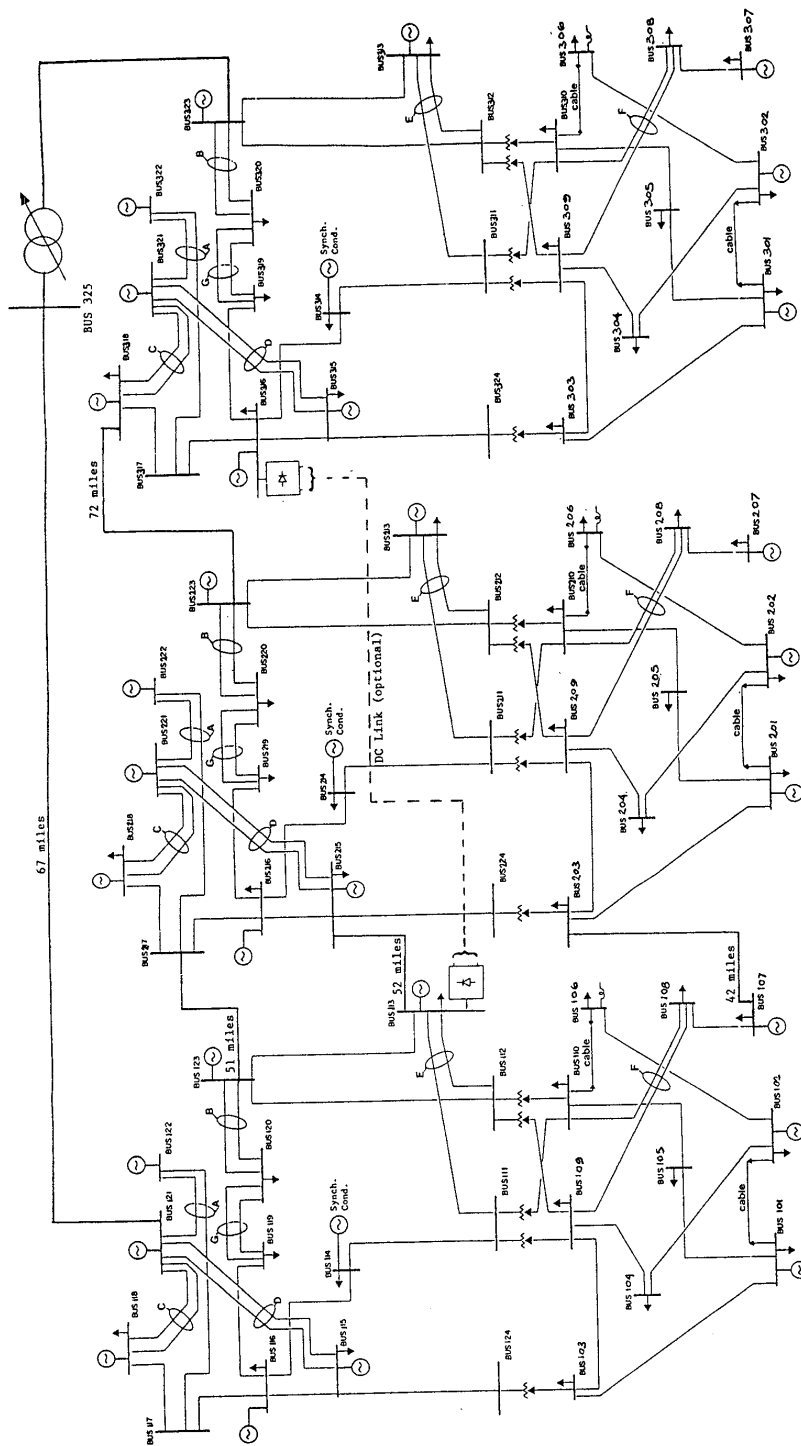 BUS 325
67 miles
72 miles
51 miles
52 miles
42 miles
DC Link (optional)
BUS 118
BUS 121
BUS 122
BUS 117
BUS 116
BUS 119
BUS 120
BUS 123
BUS 115
BUS 114
Synch.
Cond.
BUS 113
BUS 124
BUS 111
BUS 112
BUS 103
BUS 109
BUS 110
BUS 106
BUS 104
BUS 105
BUS 108
BUS 107
BUS 101
BUS 102
cable
cable
A
B
C
D
E
F
G
BUS 218
BUS 221
BUS 222
BUS 217
BUS 216
BUS 219
BUS 220
BUS 223
BUS 215
BUS 214
Synch.
Cond.
BUS 213
BUS 224
BUS 211
BUS 212
BUS 203
BUS 209
BUS 210
BUS 206
BUS 204
BUS 205
BUS 208
BUS 207
BUS 201
BUS 202
cable
cable
A
B
C
D
E
F
G
BUS 318
BUS 321
BUS 322
BUS 317
BUS 316
BUS 319
BUS 320
BUS 323
BUS 315
BUS 314
Synch.
Cond.
BUS 313
BUS 324
BUS 311
BUS 312
BUS 303
BUS 309
BUS 310
BUS 306
BUS 304
BUS 305
BUS 308
BUS 307
BUS 301
BUS 302
cable
cable
A
B
C
D
E
F
G